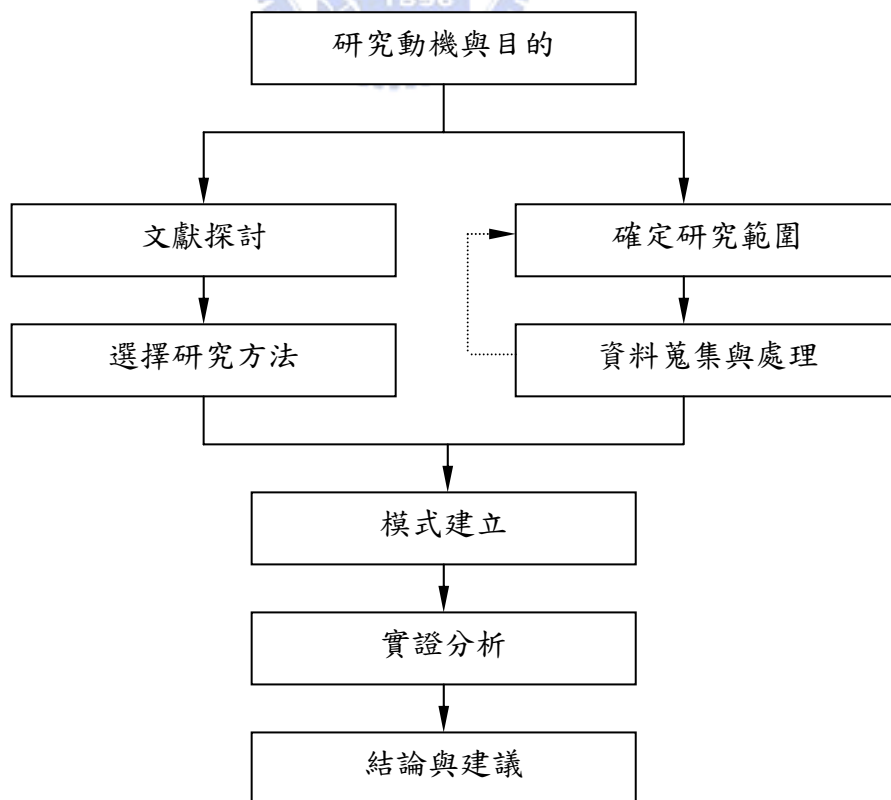 1896
研究動機與目的
文獻探討
確定研究範圍
選擇研究方法
資料蒐集與處理
模式建立
實證分析
結論與建議